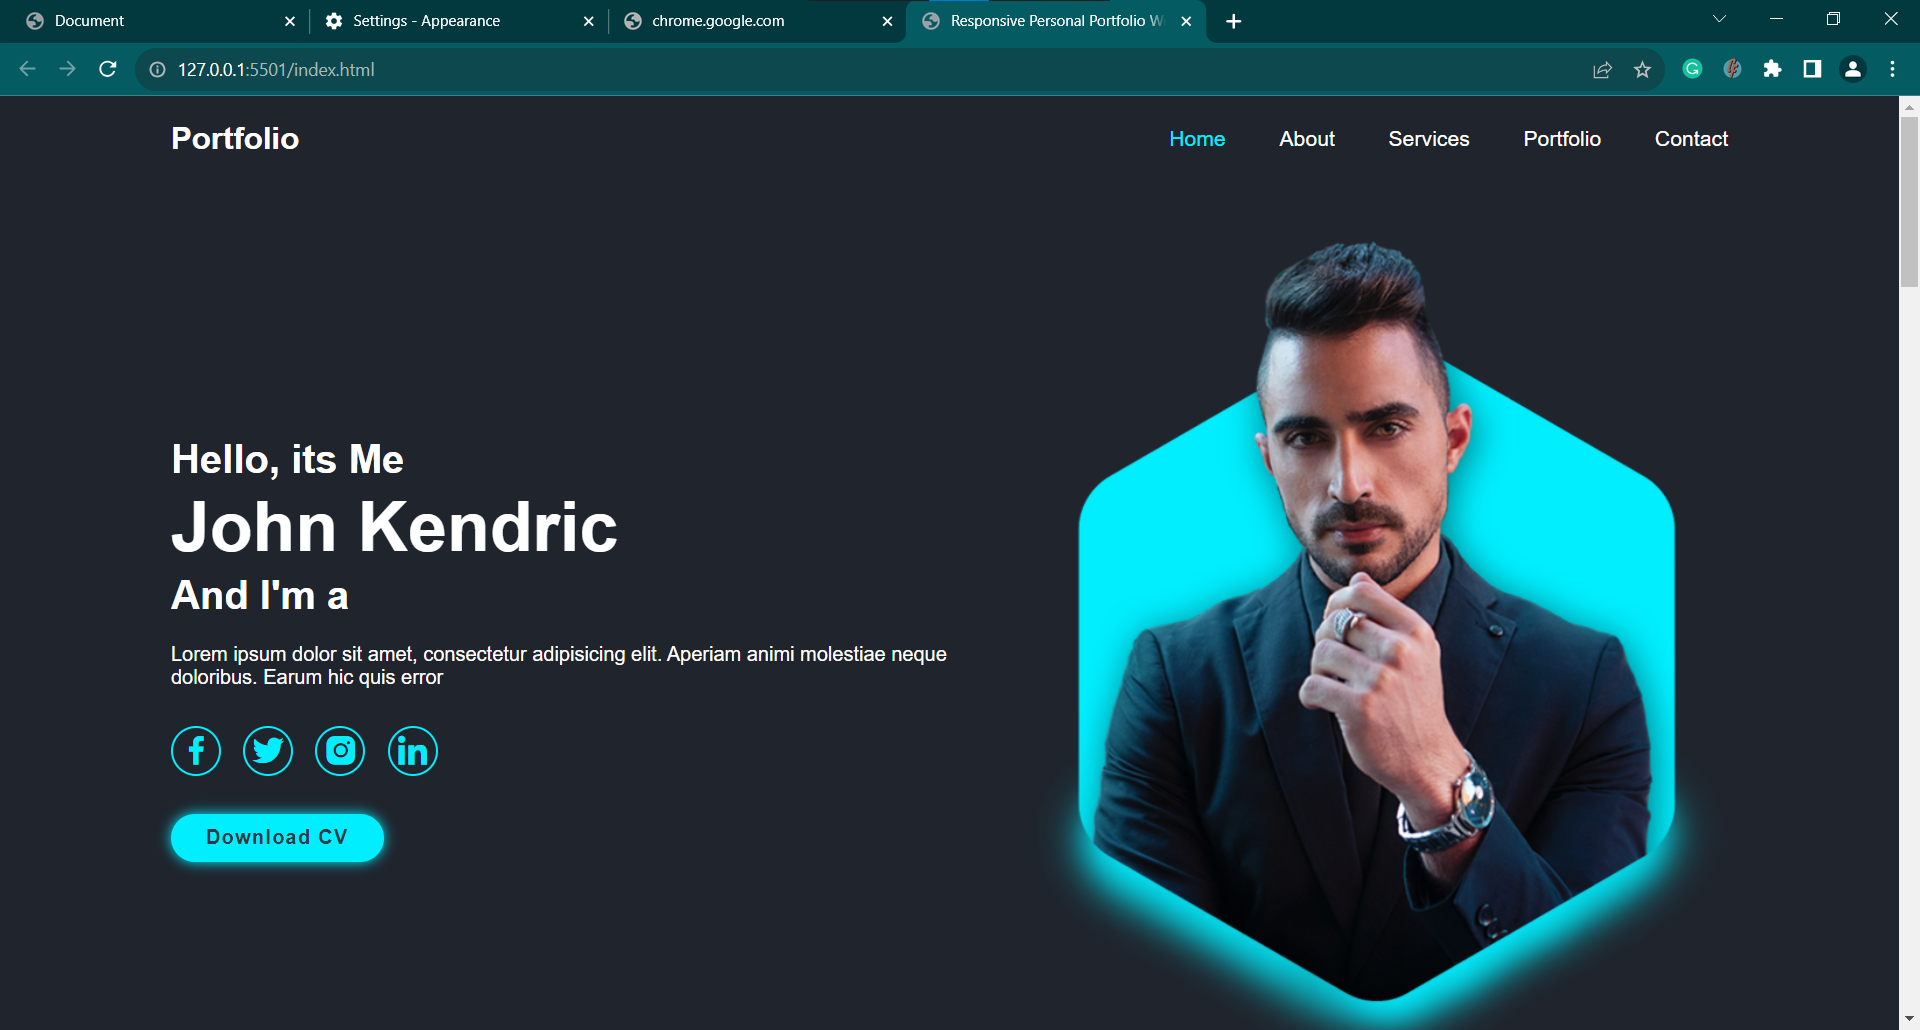 Document
Settings - Appearance
chrome.google.com
Responsive Personal Portfolio W
127.0.0.1:5501/index.html
Portfolio
Home About Services Portfolio Contact
Hello, its Me
John Kendric
And I'm a
Lorem ipsum dolor sit amet, consectetur adipisicing elit. Aperiam animi molestiae neque
doloribus. Earum hic quis error
Download CV